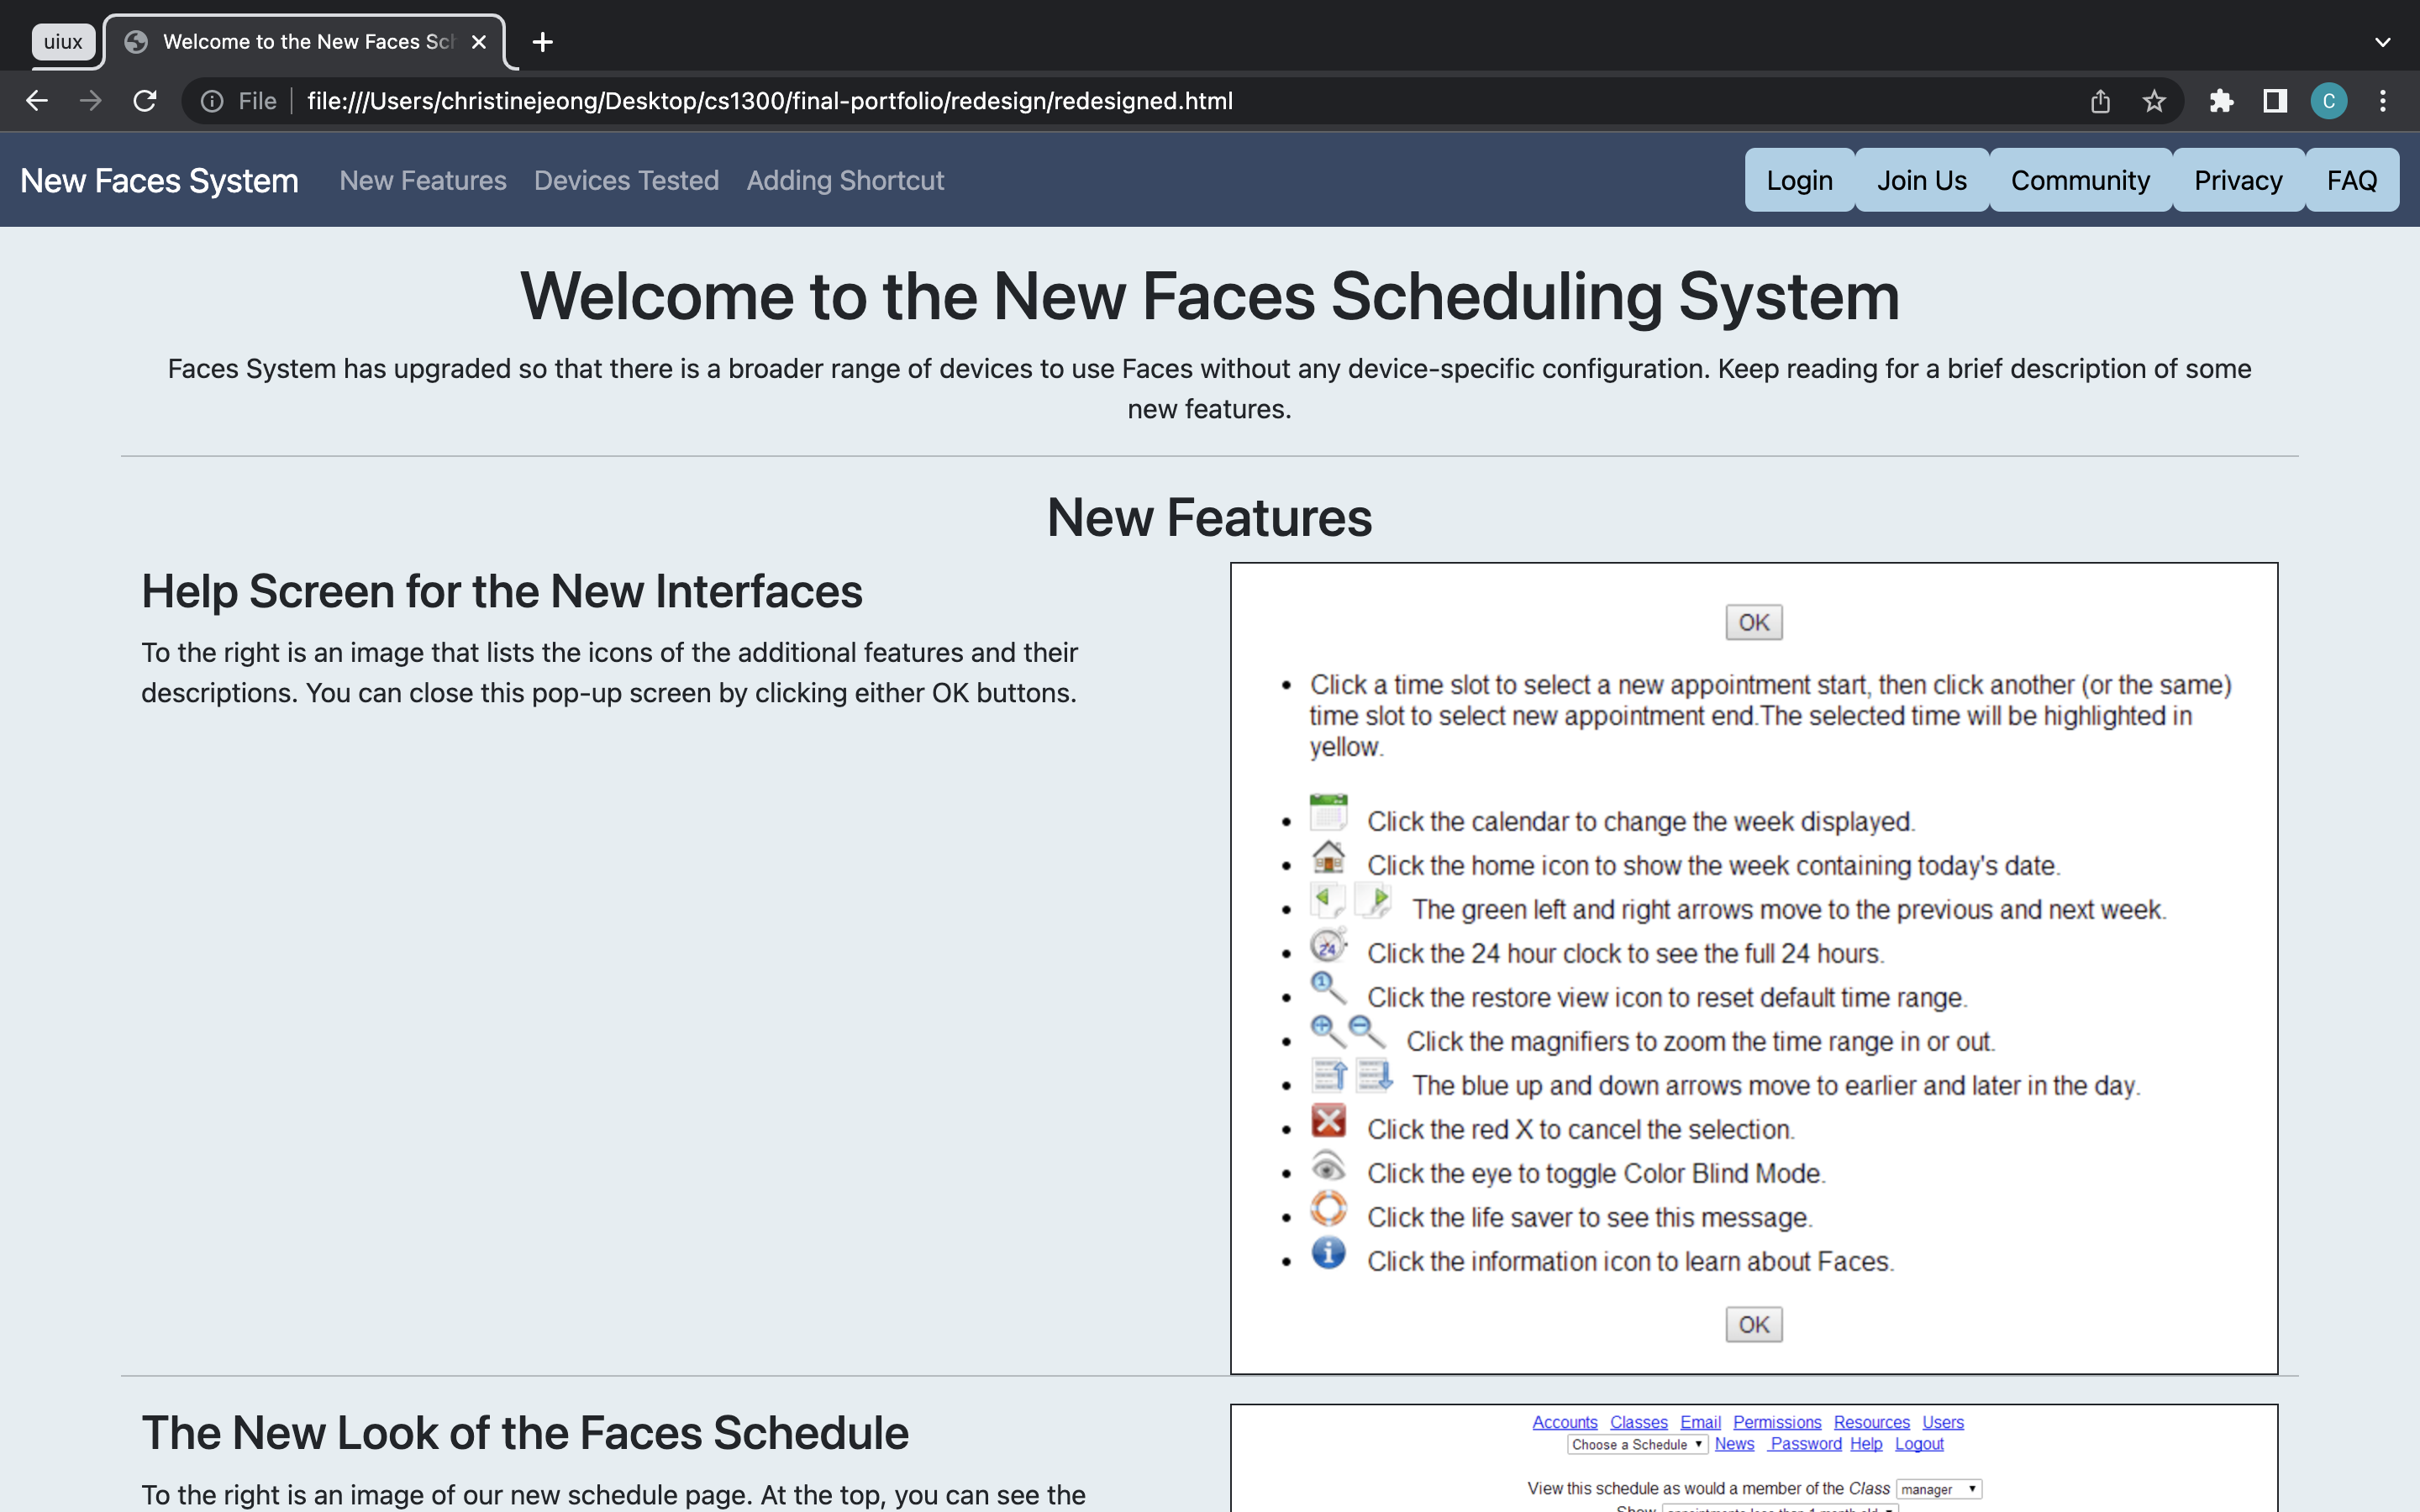 uiux
Welcome to the New Faces Sch
File
file:///Users/christinejeong/Desktop/cs1300/final-portfolio/redesign/redesigned.html
C
New Faces System
New Features
Devices Tested
Adding Shortcut
Login
Join Us
Community
Privacy
FAQ
Welcome to the New Faces Scheduling System
Faces System has upgraded so that there is a broader range of devices to use Faces without any device-specific configuration. Keep reading for a brief description of some
new features.
New Features
Help Screen for the New Interfaces
To the right is an image that lists the icons of the additional features and their
descriptions. You can close this pop-up screen by clicking either OK buttons.
OK
Click a time slot to select a new appointment start, then click another (or the same)
time slot to select new appointment end.The selected time will be highlighted in
yellow.
Click the calendar to change the week displayed.
Click the home icon to show the week containing today's date.
The green left and right arrows move to the previous and next week.
24
Click the 24 hour clock to see the full 24 hours.
1
Click the restore view icon to reset default time range.
Click the magnifiers to zoom the time range in or out.
The blue up and down arrows move to earlier and later in the day.
Click the red X to cancel the selection.
Click the eye to toggle Color Blind Mode.
Click the life saver to see this message.
i
Click the information icon to learn about Faces.
OK
The New Look of the Faces Schedule
To the right is an image of our new schedule page. At the top, you can see the
Accounts Classes Email Permissions Resources Users
Choose a Schedule News Password Help Logout
View this schedule as would a member of the Class manager
Show appointments less than 1 month old